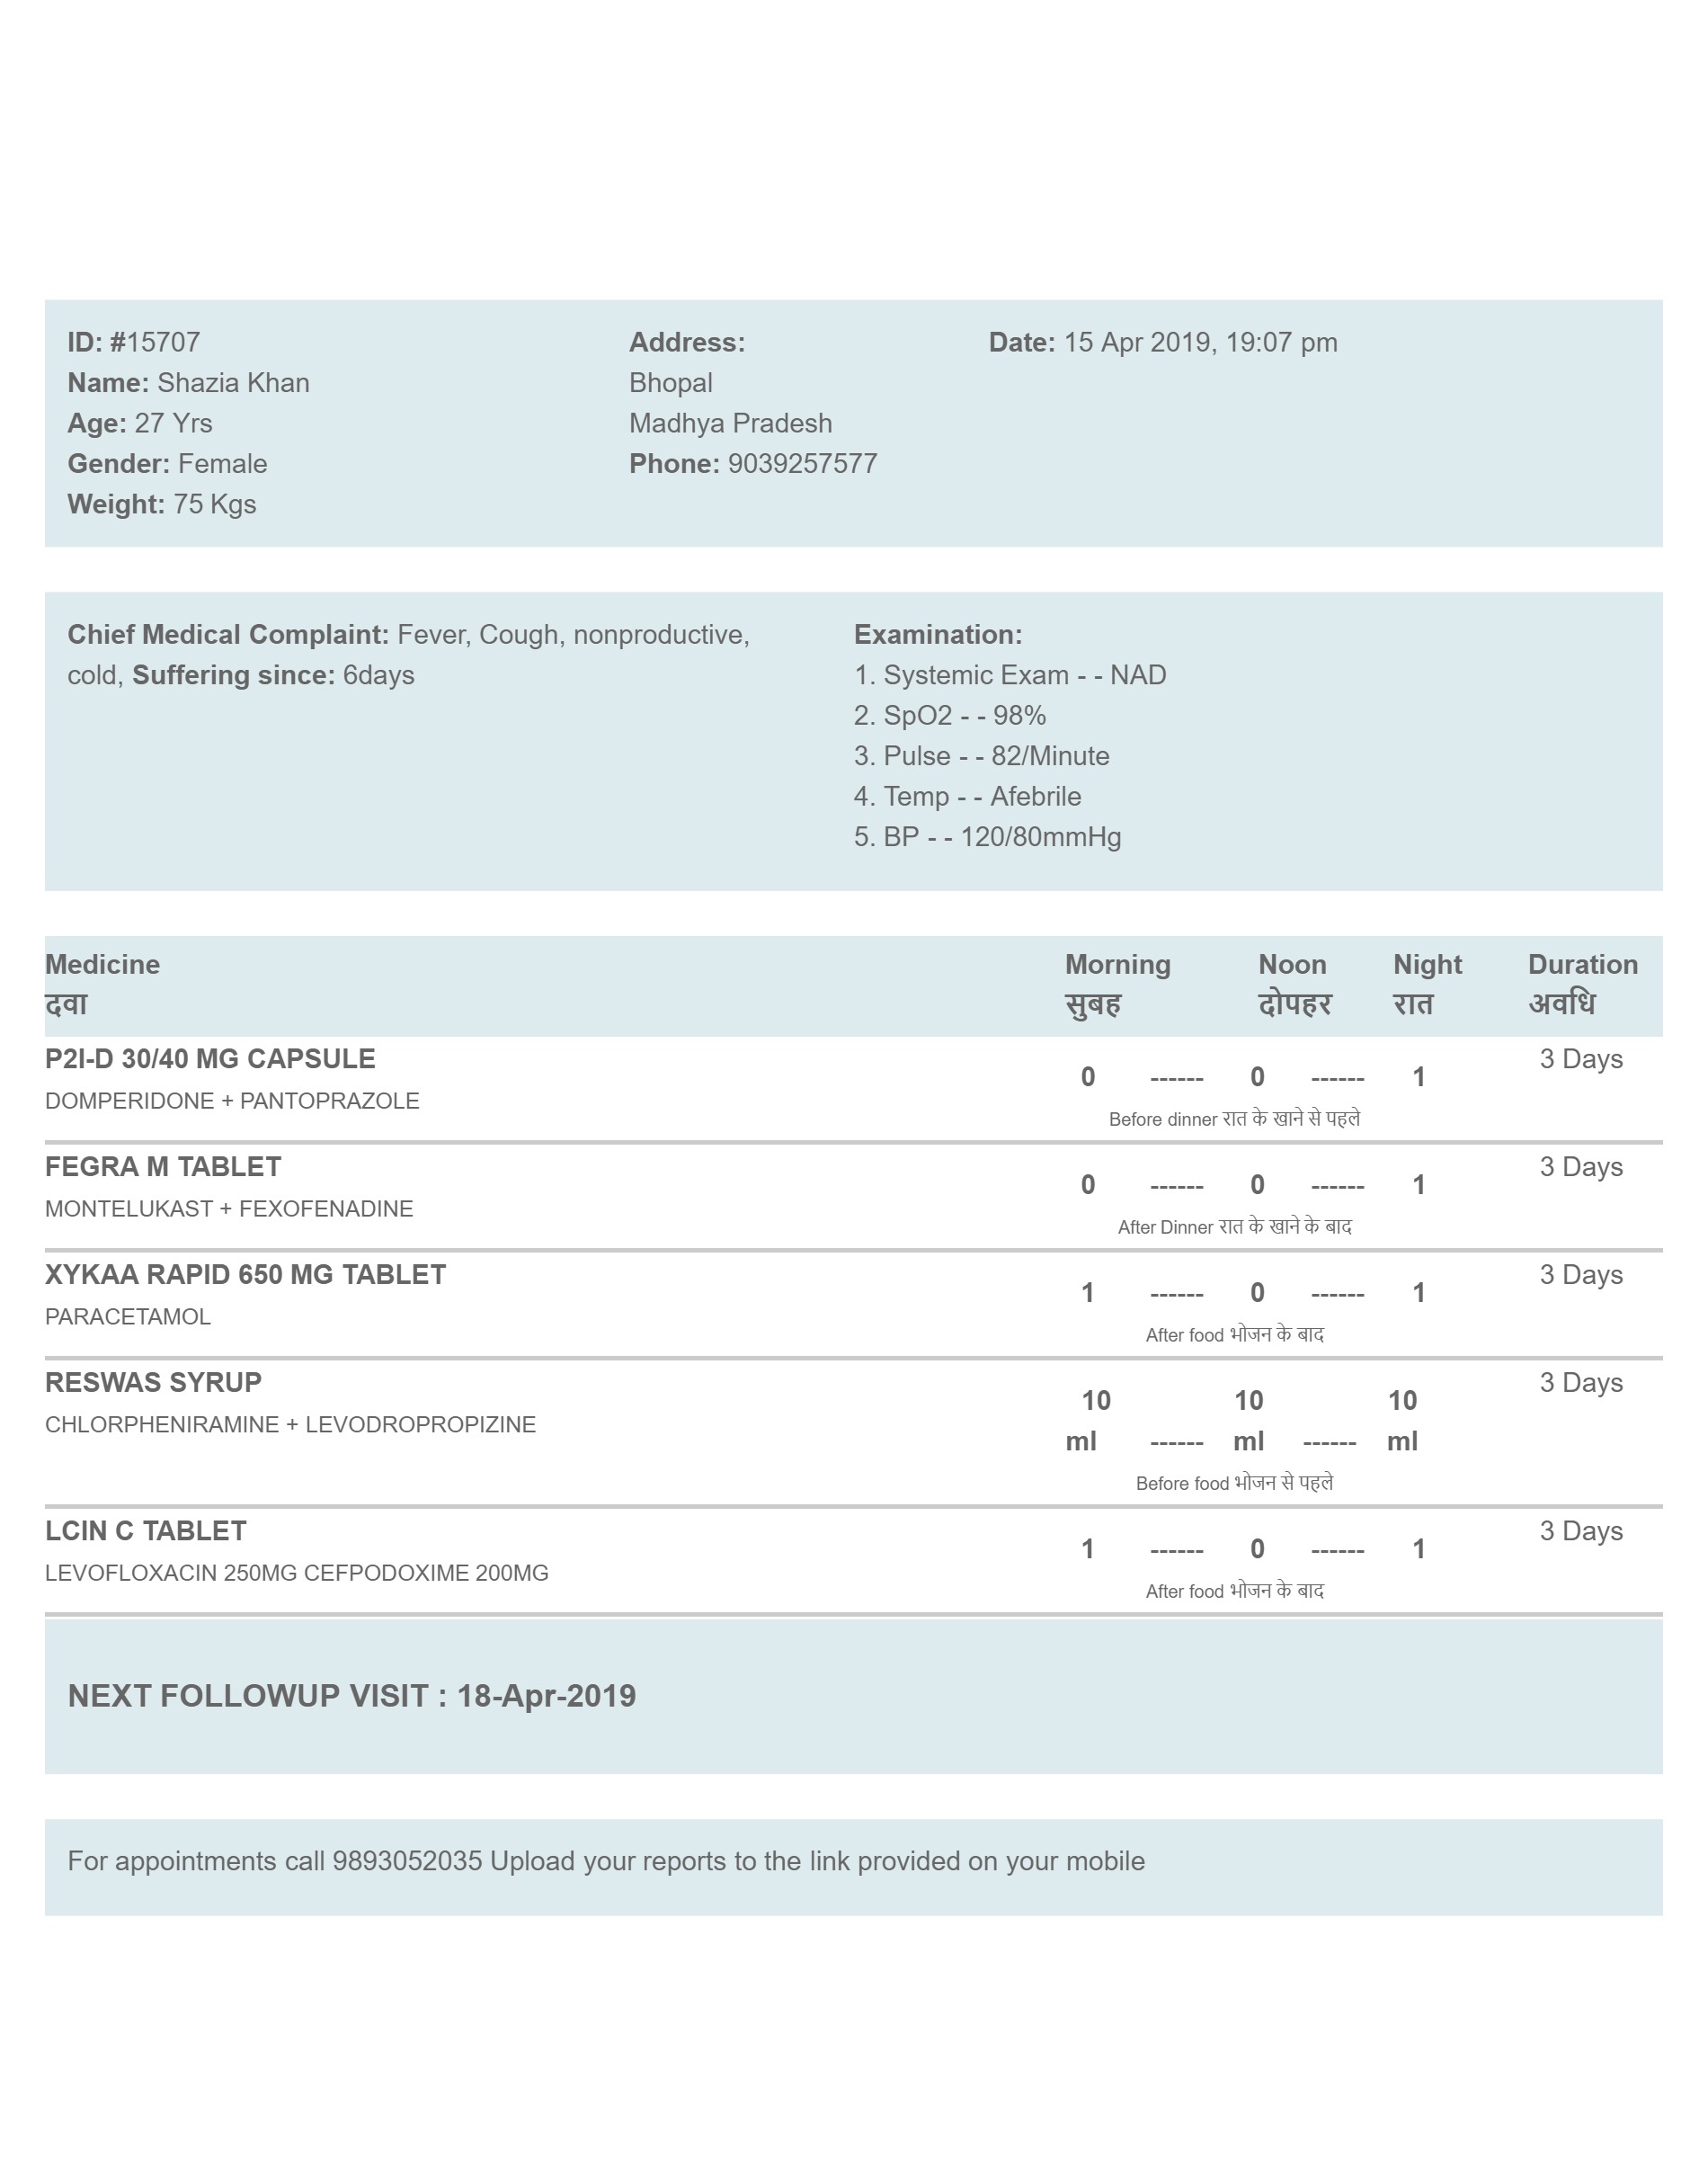 ID: #15707
Name: Shazia Khan
Age: 27 Yrs
Gender: Female
Weight: 75 Kgs
Address:
Bhopal
Madhya Pradesh
Phone: 9039257577
Date: 15 Apr 2019, 19:07 pm
Chief Medical Complaint: Fever, Cough, nonproductive,
cold, Suffering since: 6days
Examination:
1. Systemic Exam - - NAD
2. SpO2 - - 98%
3. Pulse - - 82/Minute
4. Temp - - Afebrile
5. BP - - 120/80mmHg
Medicine Morning Noon Night Duration
दवा सुबह दोपहर रात अवधि
P2I-D 30/40 MG CAPSULE 3 Days
0 ------ 0 ------ 1
DOMPERIDONE + PANTOPRAZOLE
Before dinner रात के खाने से पहले
FEGRA M TABLET 3 Days
0 ------ 0 ------ 1
MONTELUKAST + FEXOFENADINE
After Dinner रात के खाने के बाद
XYKAA RAPID 650 MG TABLET 3 Days
1 ------ 0 ------ 1
PARACETAMOL
After food भोजन के बाद
RESWAS SYRUP 3 Days
10 10 10
CHLORPHENIRAMINE + LEVODROPROPIZINE
ml ------ ml ------ ml
Before food भोजन से पहले
LCIN C TABLET 3 Days
1 ------ 0 ------ 1
LEVOFLOXACIN 250MG CEFPODOXIME 200MG
After food भोजन के बाद
NEXT FOLLOWUP VISIT : 18-Apr-2019
For appointments call 9893052035 Upload your reports to the link provided on your mobile